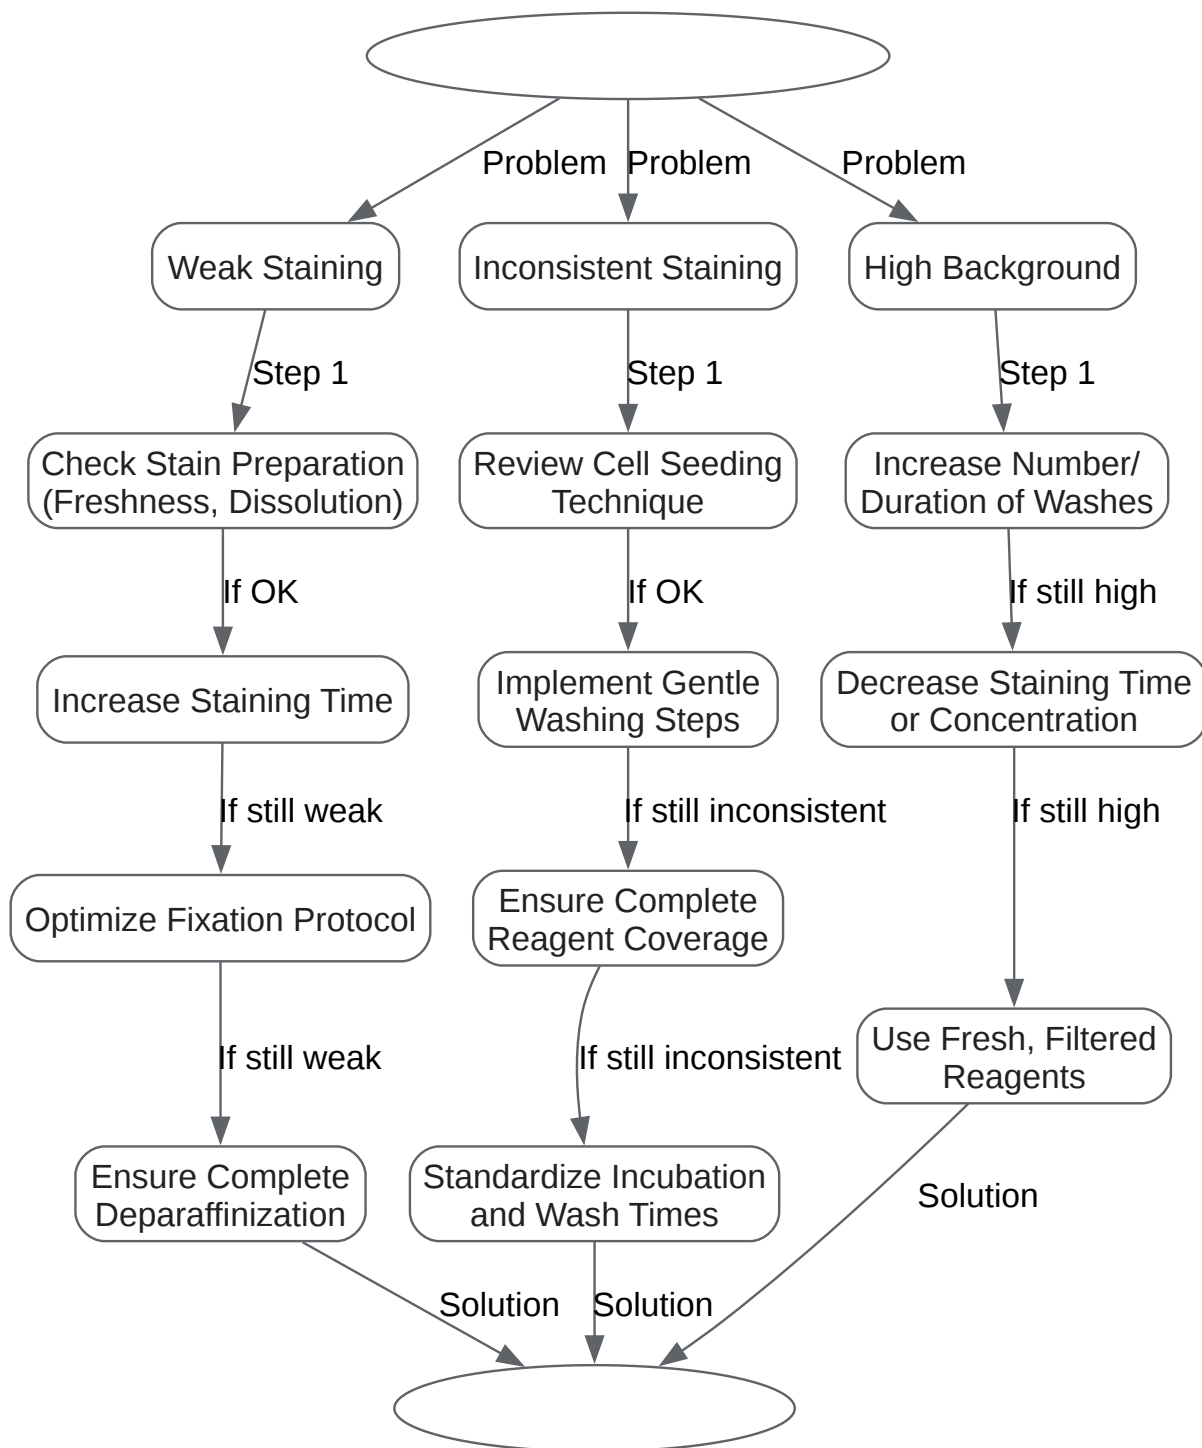 Problem
Problem
Problem
Weak Staining
Inconsistent Staining
High Background
Step 1
Step 1
Step 1
Check Stain Preparation
(Freshness, Dissolution)
Review Cell Seeding
Technique
Increase Number/
Duration of Washes
If OK
If OK
If still high
Increase Staining Time
Implement Gentle
Washing Steps
Decrease Staining Time
or Concentration
If still weak
If still inconsistent
If still high
Optimize Fixation Protocol
Ensure Complete
Reagent Coverage
If still weak
If still inconsistent
Use Fresh, Filtered
Reagents
Ensure Complete
Deparaffinization
Standardize Incubation
and Wash Times
Solution
Solution
Solution